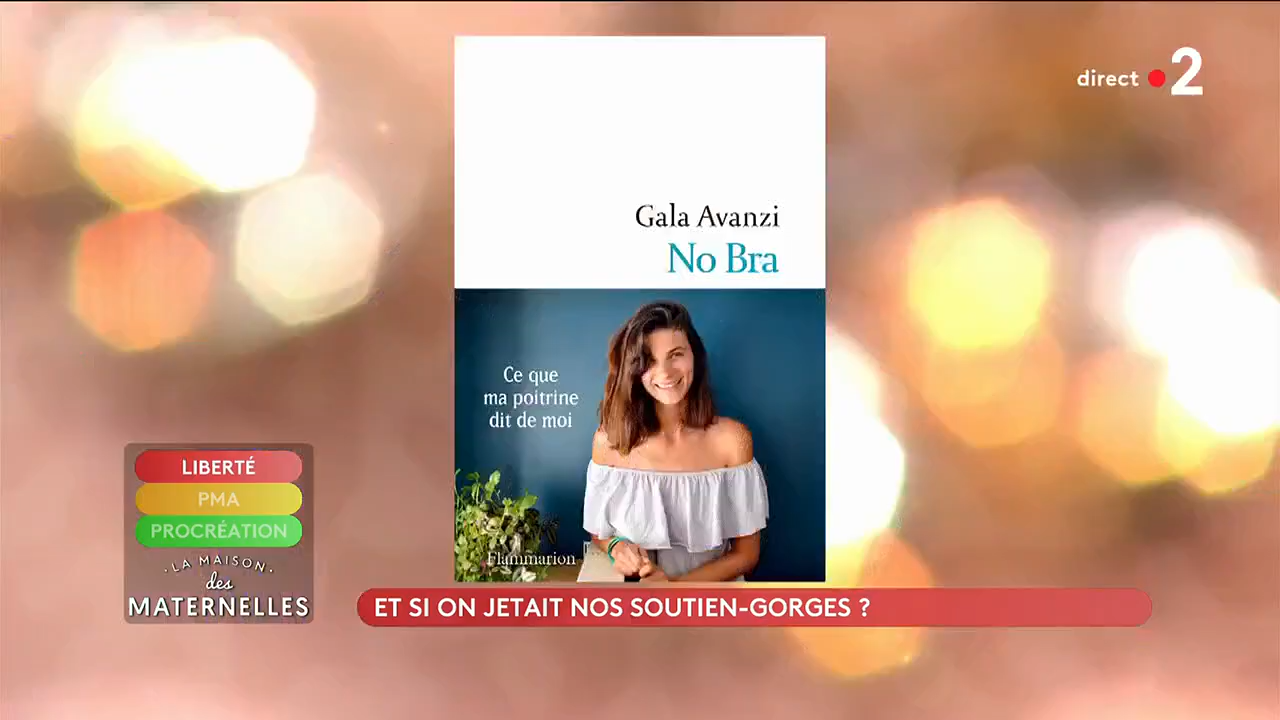 direct 2
Gala Avanzi
No Bra
Ce que
ma poitrine
dit de moi
Flammarion
LIBERTÉ
PMA
PROCRÉATION
LA MAISON
des
MATERNELLES
ET SI ON JETAIT NOS SOUTIEN-GORGES ?